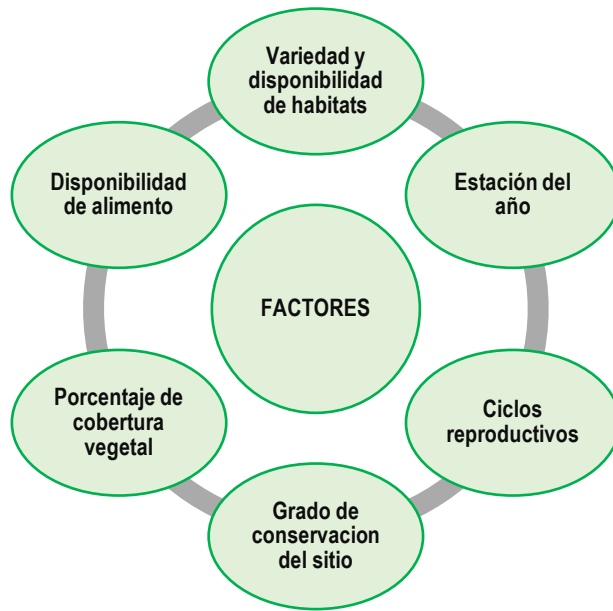 Variedad y
disponibilidad
de habitats
Disponibilidad
de alimento
Estación del
año
FACTORES
Porcentaje de
cobertura
vegetal
Ciclos
reproductivos
Grado de
conservacion
del sitio